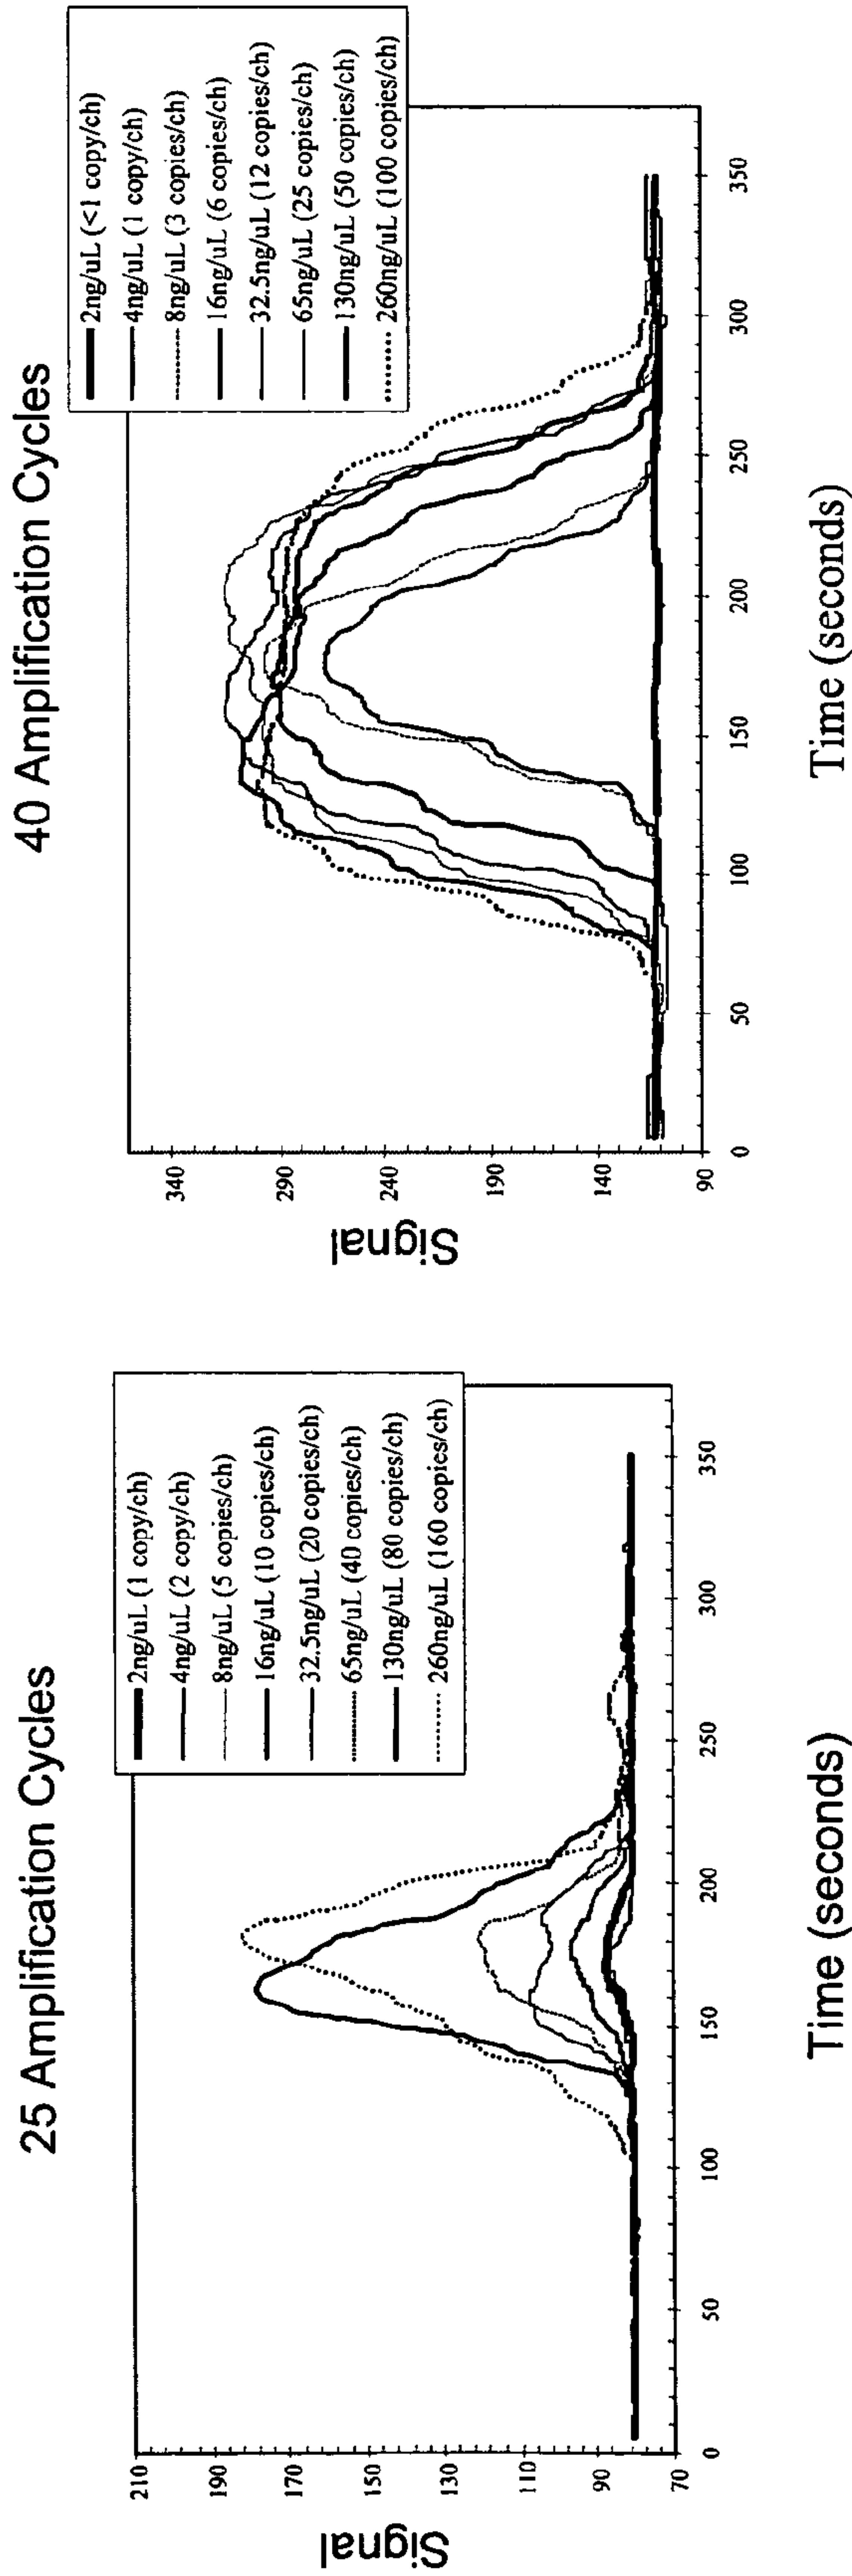 25 Amplification Cycles
2ng/uL (1 copy/ch)
4ng/uL (2 copy/ch)
8ng/uL (5 copies/ch)
16ng/uL (10 copies/ch)
32.5ng/uL (20 copies/ch)
65ng/uL (40 copies/ch)
130ng/uL (80 copies/ch)
260ng/uL (160 copies/ch)
Signal
210
190
170
150
130
110
90
70
0
50
100
150
200
250
300
350
Time (seconds)
40 Amplification Cycles
2ng/uL (<1 copy/ch)
4ng/uL (1 copy/ch)
8ng/uL (3 copies/ch)
16ng/uL (6 copies/ch)
32.5ng/uL (12 copies/ch)
65ng/uL (25 copies/ch)
130ng/uL (50 copies/ch)
260ng/uL (100 copies/ch)
Signal
340
290
240
190
140
90
0
50
100
150
200
250
300
350
Time (seconds)